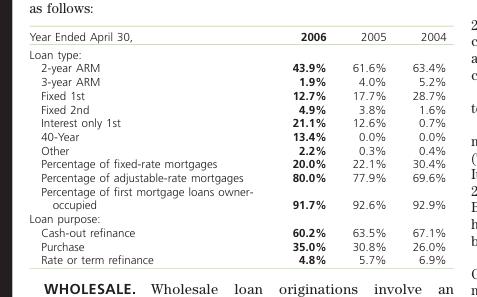 as follows:
Year Ended April 30, 2006 2005 2004
Loan type:
2-year ARM 43.9% 61.6% 63.4%
3-year ARM 1.9% 4.0% 5.2%
Fixed 1st 12.7% 17.7% 28.7%
Fixed 2nd 4.9% 3.8% 1.6%
Interest only 1st 21.1% 12.6% 0.7%
40-Year 13.4% 0.0% 0.0%
Other 2.2% 0.3% 0.4%
Percentage of fixed-rate mortgages 20.0% 22.1% 30.4%
Percentage of adjustable-rate mortgages 80.0% 77.9% 69.6%
Percentage of first mortgage loans owner-
occupied 91.7% 92.6% 92.9%
Loan purpose:
Cash-out refinance 60.2% 63.5% 67.1%
Purchase 35.0% 30.8% 26.0%
Rate or term refinance 4.8% 5.7% 6.9%
WHOLESALE. Wholesale loan originations involve an